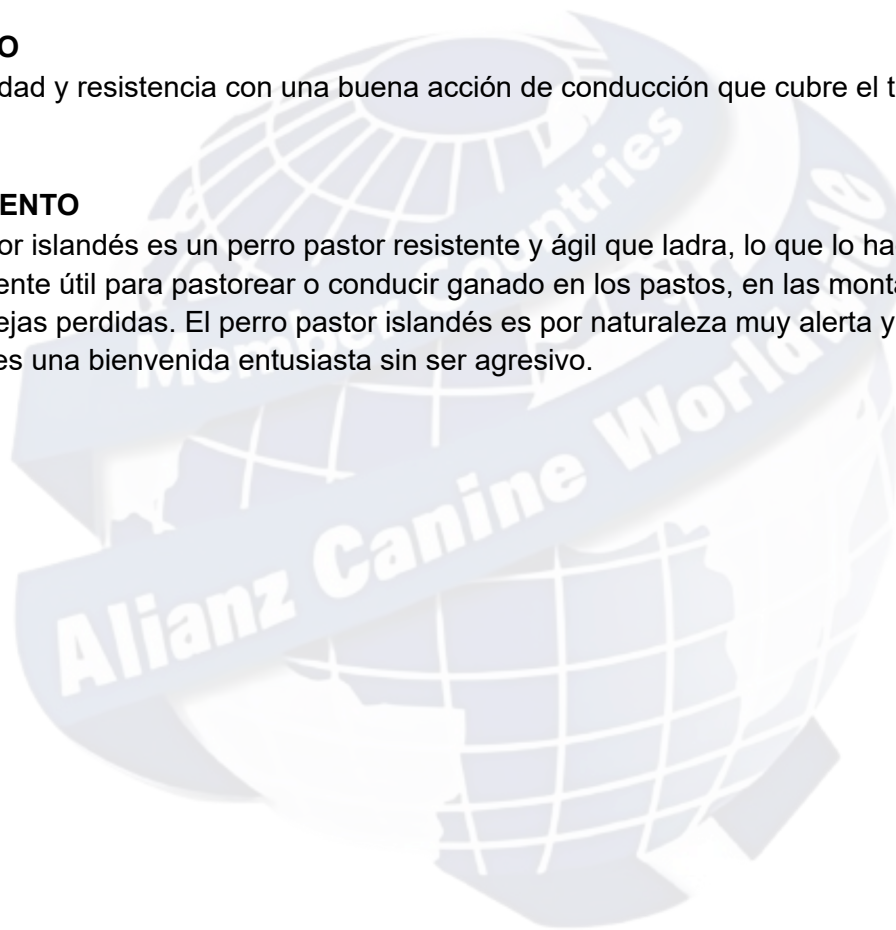 O
dad y resistencia con una buena acción de conducción que cubre el t
ENTO
or islandés es un perro pastor resistente y ágil que ladra, lo que lo ha
ente útil para pastorear o conducir ganado en los pastos, en las monta
ejas perdidas. El perro pastor islandés es por naturaleza muy alerta y
es una bienvenida entusiasta sin ser agresivo.
Member Countries
Alianz Canine Worldwide